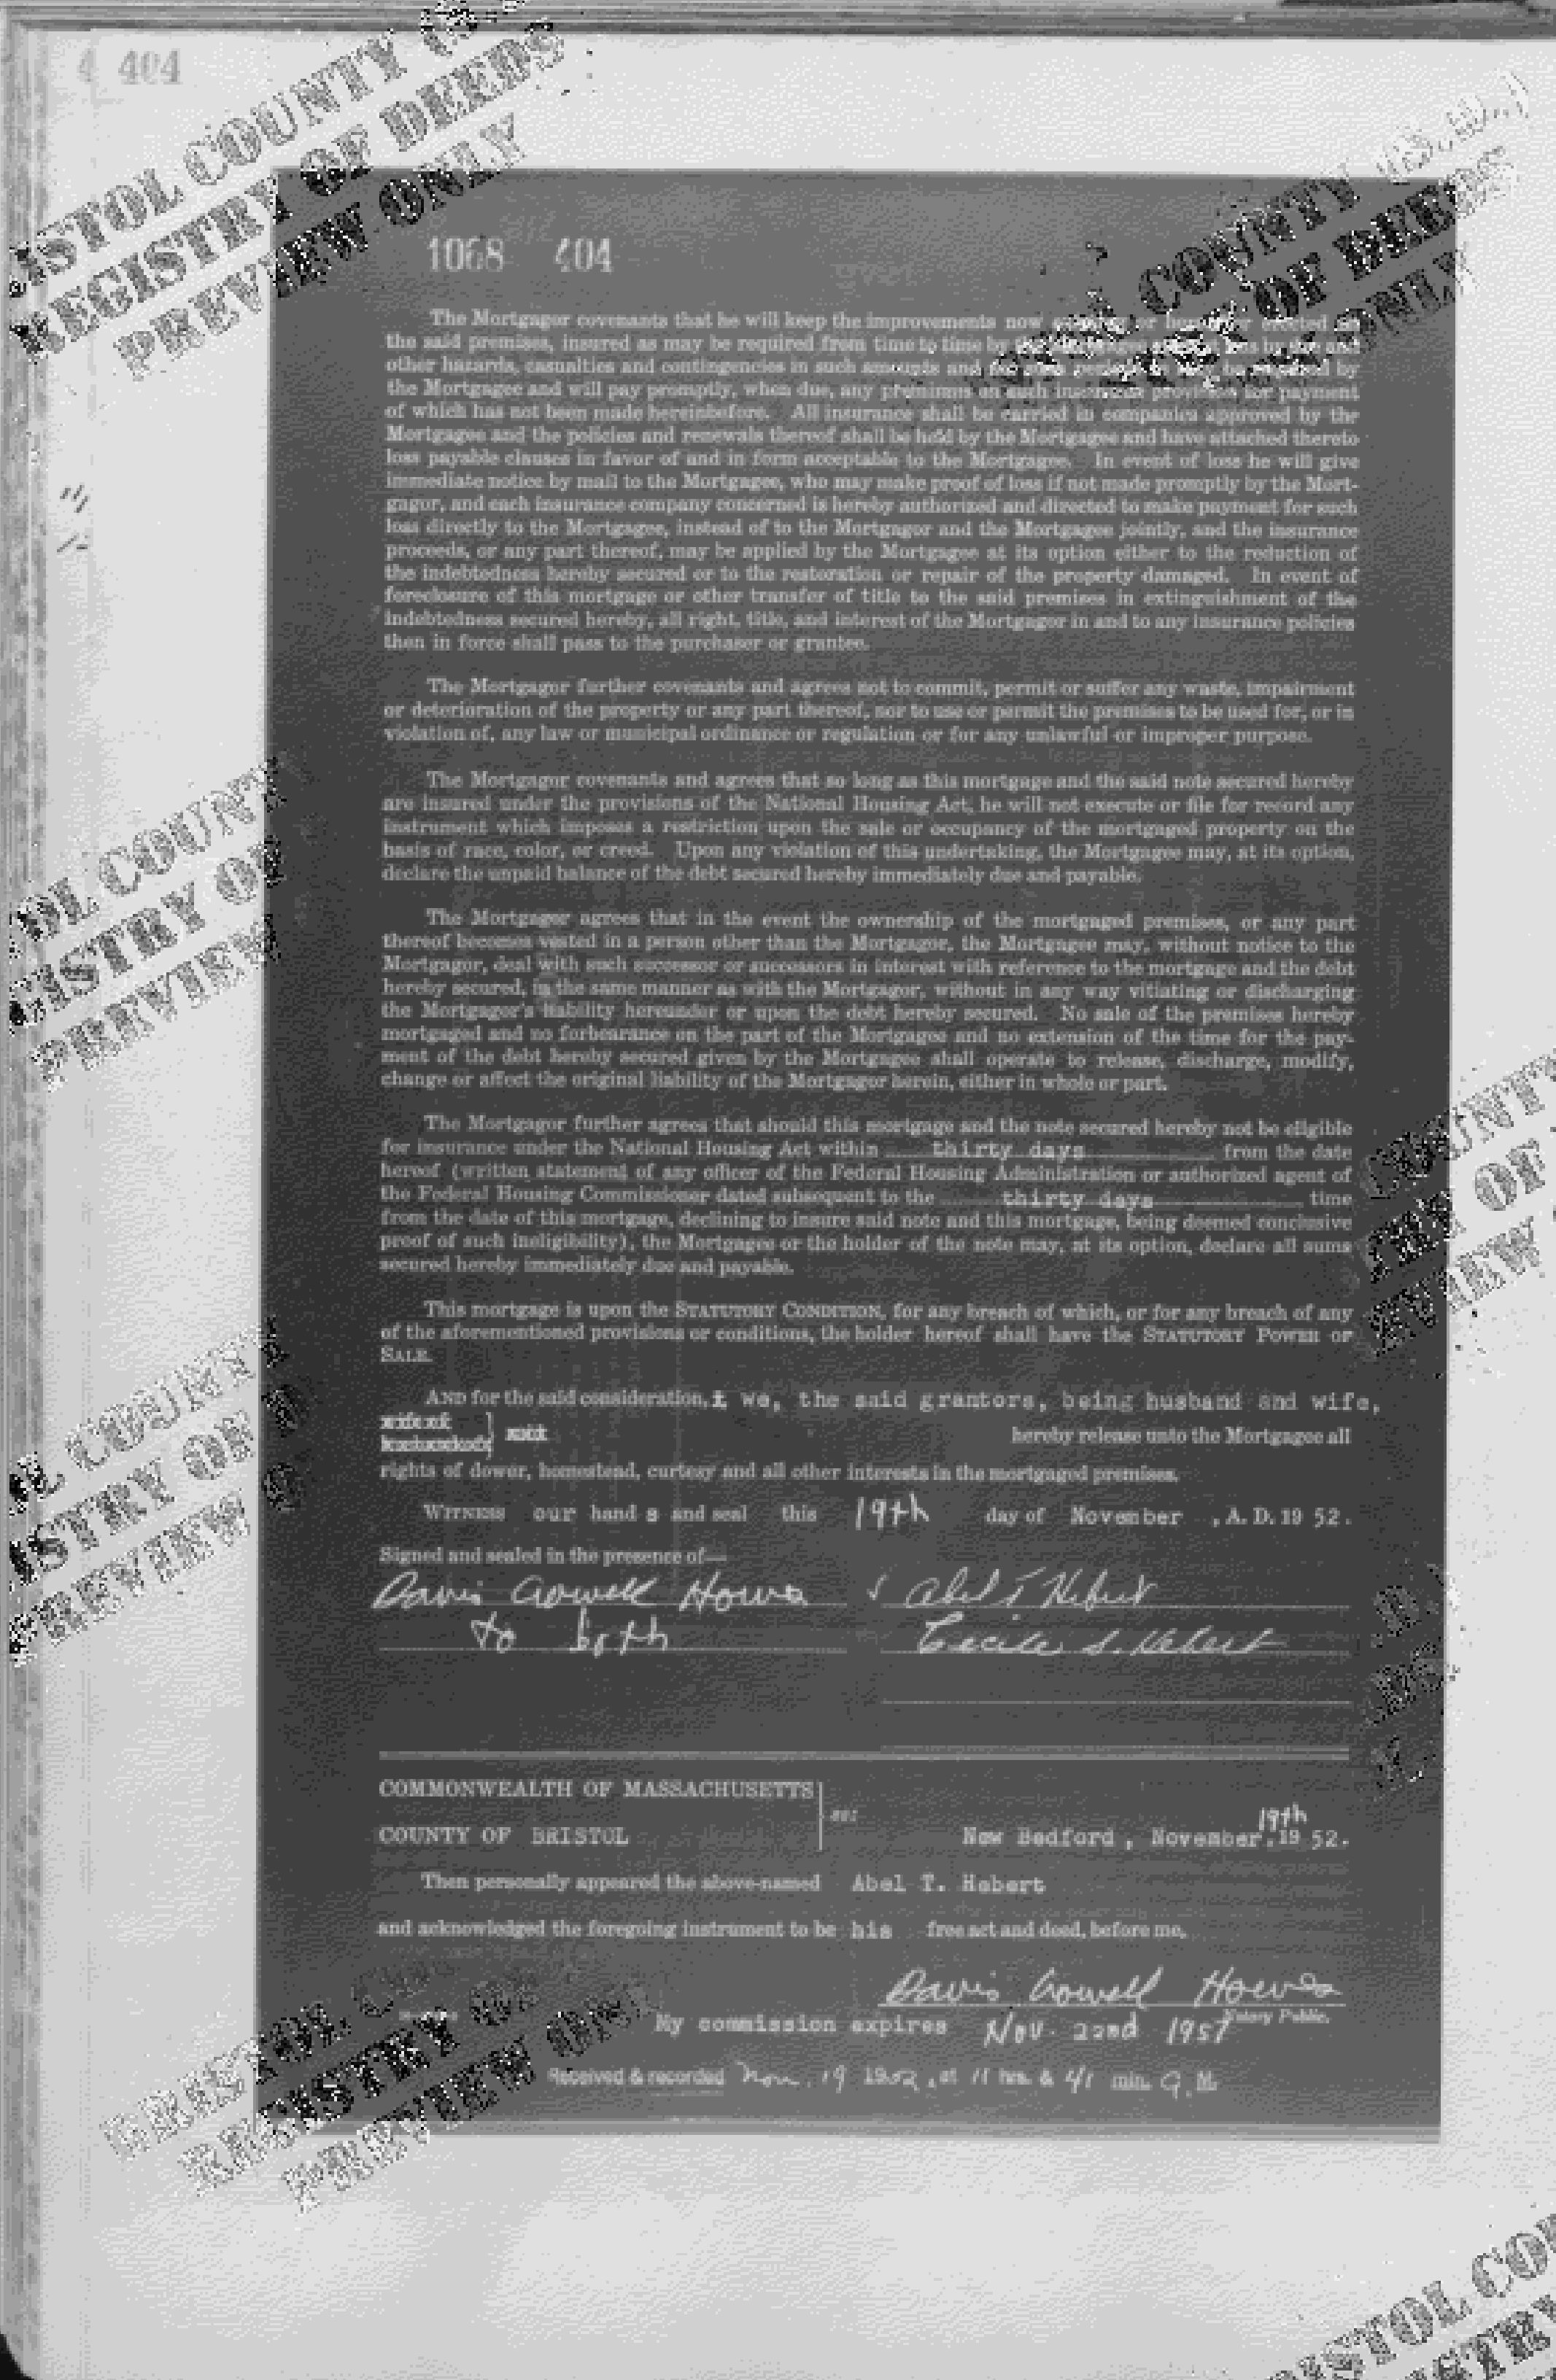 4 404
BRISTOL COUNTY (S.D.)
REGISTRY OF DEEDS
PREVIEW ONLY
1068 404
The Mortgagor covenants that he will keep the improvements now or erected on
the said premises, insured as may be required from time to time by the loss by fire and
other hazards, casualties and contingencies in such amounts and for such periods by
the Mortgagee and will pay promptly, when due, any premiums on such insurance provision for payment
of which has not been made hereinbefore. All insurance shall be carried in companies approved by the
Mortgagee and the policies and renewals thereof shall be held by the Mortgagee and have attached thereto
loss payable clauses in favor of and in form acceptable to the Mortgagee. In event of loss he will give
immediate notice by mail to the Mortgagee, who may make proof of loss if not made promptly by the Mort-
gagor, and each insurance company concerned is hereby authorized and directed to make payment for such
loss directly to the Mortgagee, instead of to the Mortgagor and the Mortgagee jointly, and the insurance
proceeds, or any part thereof, may be applied by the Mortgagee at its option either to the reduction of
the indebtedness hereby secured or to the restoration or repair of the property damaged. In event of
foreclosure of this mortgage or other transfer of title to the said premises in extinguishment of the
indebtedness secured hereby, all right, title, and interest of the Mortgagor in and to any insurance policies
then in force shall pass to the purchaser or grantee.
The Mortgagor further covenants and agrees not to commit, permit or suffer any waste, impairment
or deterioration of the property or any part thereof, nor to use or permit the premises to be used for, or in
violation of, any law or municipal ordinance or regulation or for any unlawful or improper purpose.
The Mortgagor covenants and agrees that so long as this mortgage and the said note secured hereby
are insured under the provisions of the National Housing Act, he will not execute or file for record any
instrument which imposes a restriction upon the sale or occupancy of the mortgaged property on the
basis of race, color, or creed. Upon any violation of this undertaking, the Mortgagee may, at its option,
declare the unpaid balance of the debt secured hereby immediately due and payable.
The Mortgagor agrees that in the event the ownership of the mortgaged premises, or any part
thereof becomes vested in a person other than the Mortgagor, the Mortgagee may, without notice to the
Mortgagor, deal with such successor or successors in interest with reference to the mortgage and the debt
hereby secured, in the same manner as with the Mortgagor, without in any way vitiating or discharging
the Mortgagor's liability hereunder or upon the debt hereby secured. No sale of the premises hereby
mortgaged and no forbearance on the part of the Mortgagee and no extension of the time for the pay-
ment of the debt hereby secured given by the Mortgagee shall operate to release, discharge, modify,
change or affect the original liability of the Mortgagor herein, either in whole or part.
The Mortgagor further agrees that should this mortgage and the note secured hereby not be eligible
for insurance under the National Housing Act within thirty days from the date
hereof (written statement of any officer of the Federal Housing Administration or authorized agent of
the Federal Housing Commissioner dated subsequent to the thirty days time
from the date of this mortgage, declining to insure said note and this mortgage, being deemed conclusive
proof of such ineligibility), the Mortgagee or the holder of the note may, at its option, declare all sums
secured hereby immediately due and payable.
This mortgage is upon the STATUTORY CONDITION, for any breach of which, or for any breach of any
of the aforementioned provisions or conditions, the holder hereof shall have the STATUTORY POWER OF
SALE.
AND for the said consideration, we, the said grantors, being husband and wife,
hereby release unto the Mortgagee all
rights of dower, homestead, curtesy and all other interests in the mortgaged premises.
WITNESS our hand s and seal this 19th day of November , A. D. 19 52.
Signed and sealed in the presence of—
Davis Crowell Howes Abel T Hebert
to both Cecile S. Hebert
COMMONWEALTH OF MASSACHUSETTS
ss:
COUNTY OF BRISTOL New Bedford, November 19th, 19 52.
Then personally appeared the above-named Abel T. Hebert
and acknowledged the foregoing instrument to be his free act and deed, before me,
Davis Crowell Howes
Notary Public.
My commission expires Nov. 22nd 1957
Received & recorded Nov. 19 1952, at 11 hrs. & 41 min. A. M.